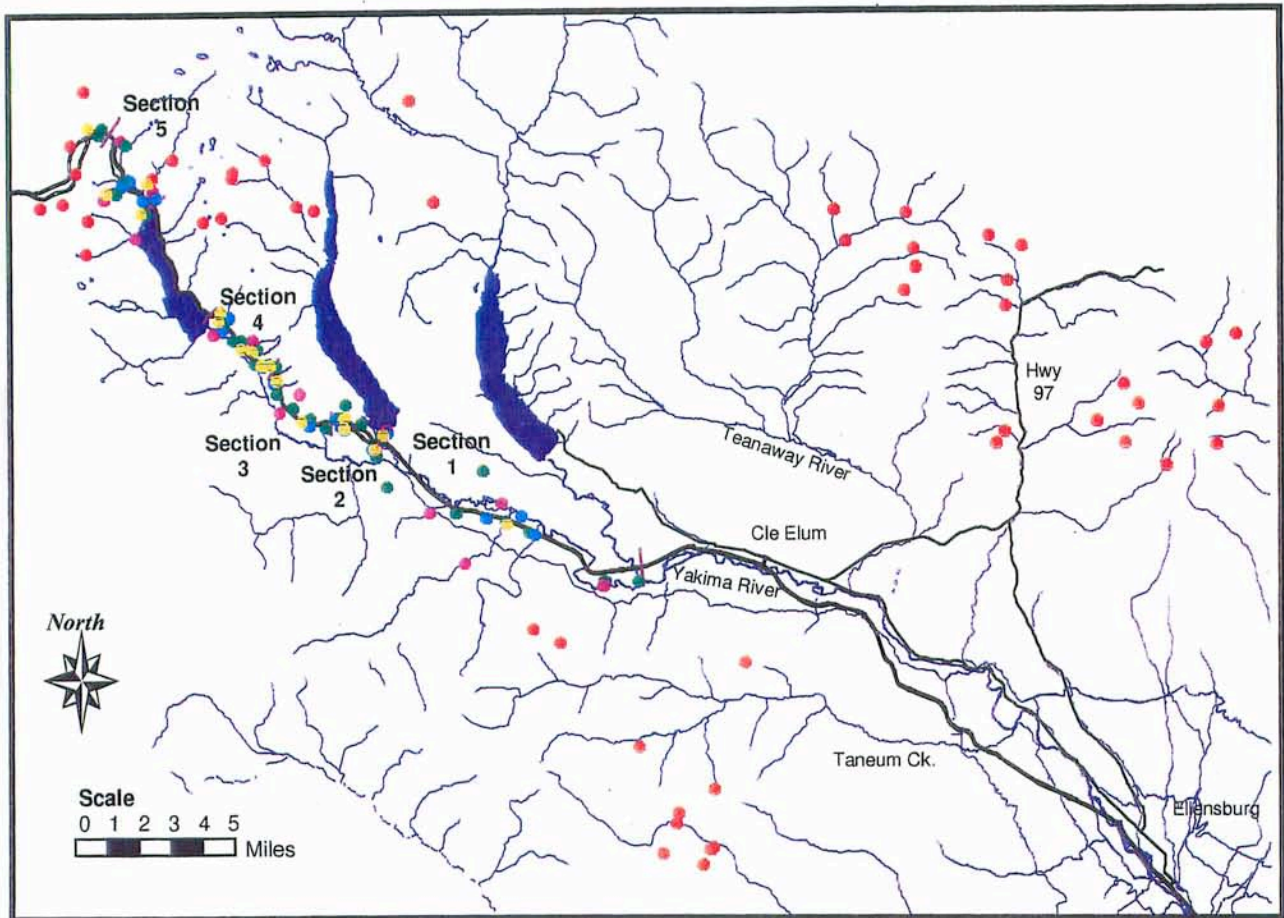 Section
5
Section
4
Hwy
97
Section
1
Section
3
Section
2
Teanaway River
Cle Elum
Yakima River
North
Taneum Ck.
Scale
0 1 2 3 4 5
Miles
Ellensburg